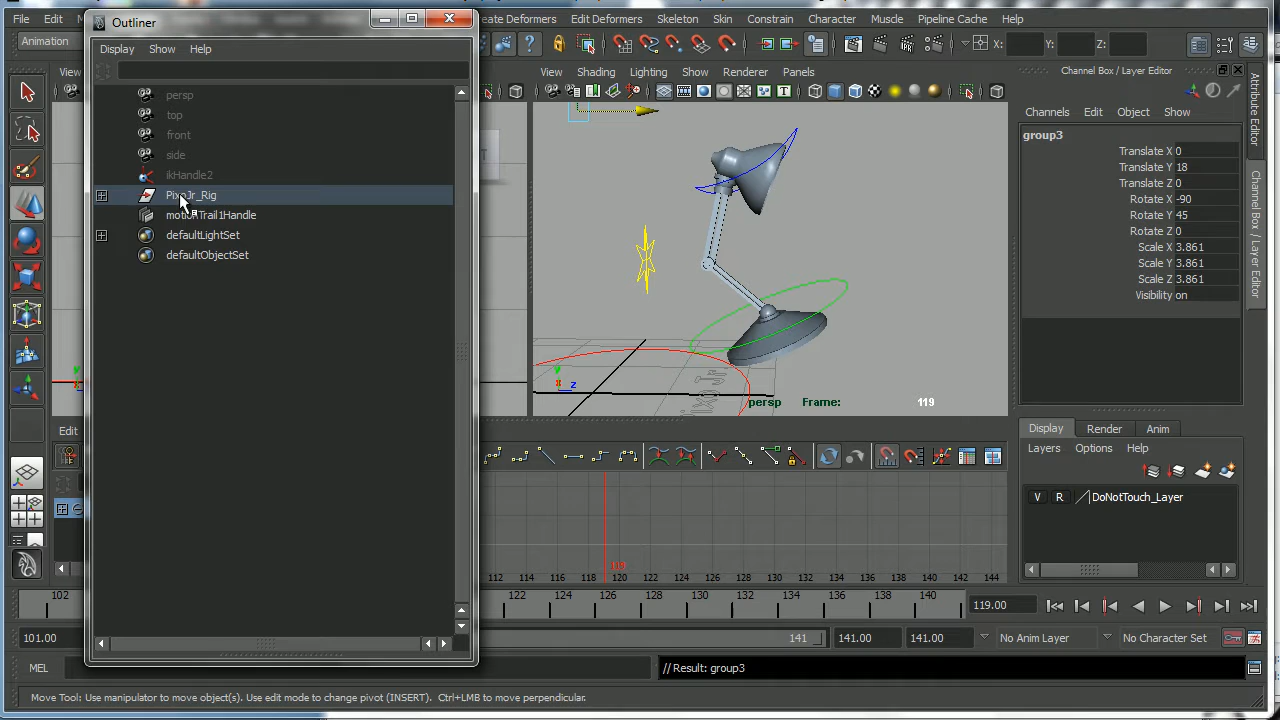 File Edit
Create Deformers Edit Deformers Skeleton Skin Constrain Character Muscle Pipeline Cache Help
Outliner
Animation
X: Y: Z:
Display Show Help
View
View Shading Lighting Show Renderer Panels
Channel Box / Layer Editor
persp
top
front
side
ikHandle2
motionTrail1Handle
defaultLightSet
defaultObjectSet
Channels Edit Object Show
group3
Translate X 0
Translate Y 18
Translate Z 0
Rotate X -90
Rotate Y 45
Rotate Z 0
Scale X 3.861
Scale Y 3.861
Scale Z 3.861
Visibility on
Attribute Editor
Channel Box / Layer Editor
T
y
x
z
persp Frame: 119
Edit
Display Render Anim
Layers Options Help
V R DoNotTouch_Layer
119
112 114 116 118 120 122 124 126 128 130 132 134 136 138 140 142 144
102 122 124 126 128 130 132 134 136 138 140
119.00
101.00 141 141.00 141.00 No Anim Layer No Character Set
MEL // Result: group3
Move Tool: Use manipulator to move object(s). Use edit mode to change pivot (INSERT). Ctrl+LMB to move perpendicular.